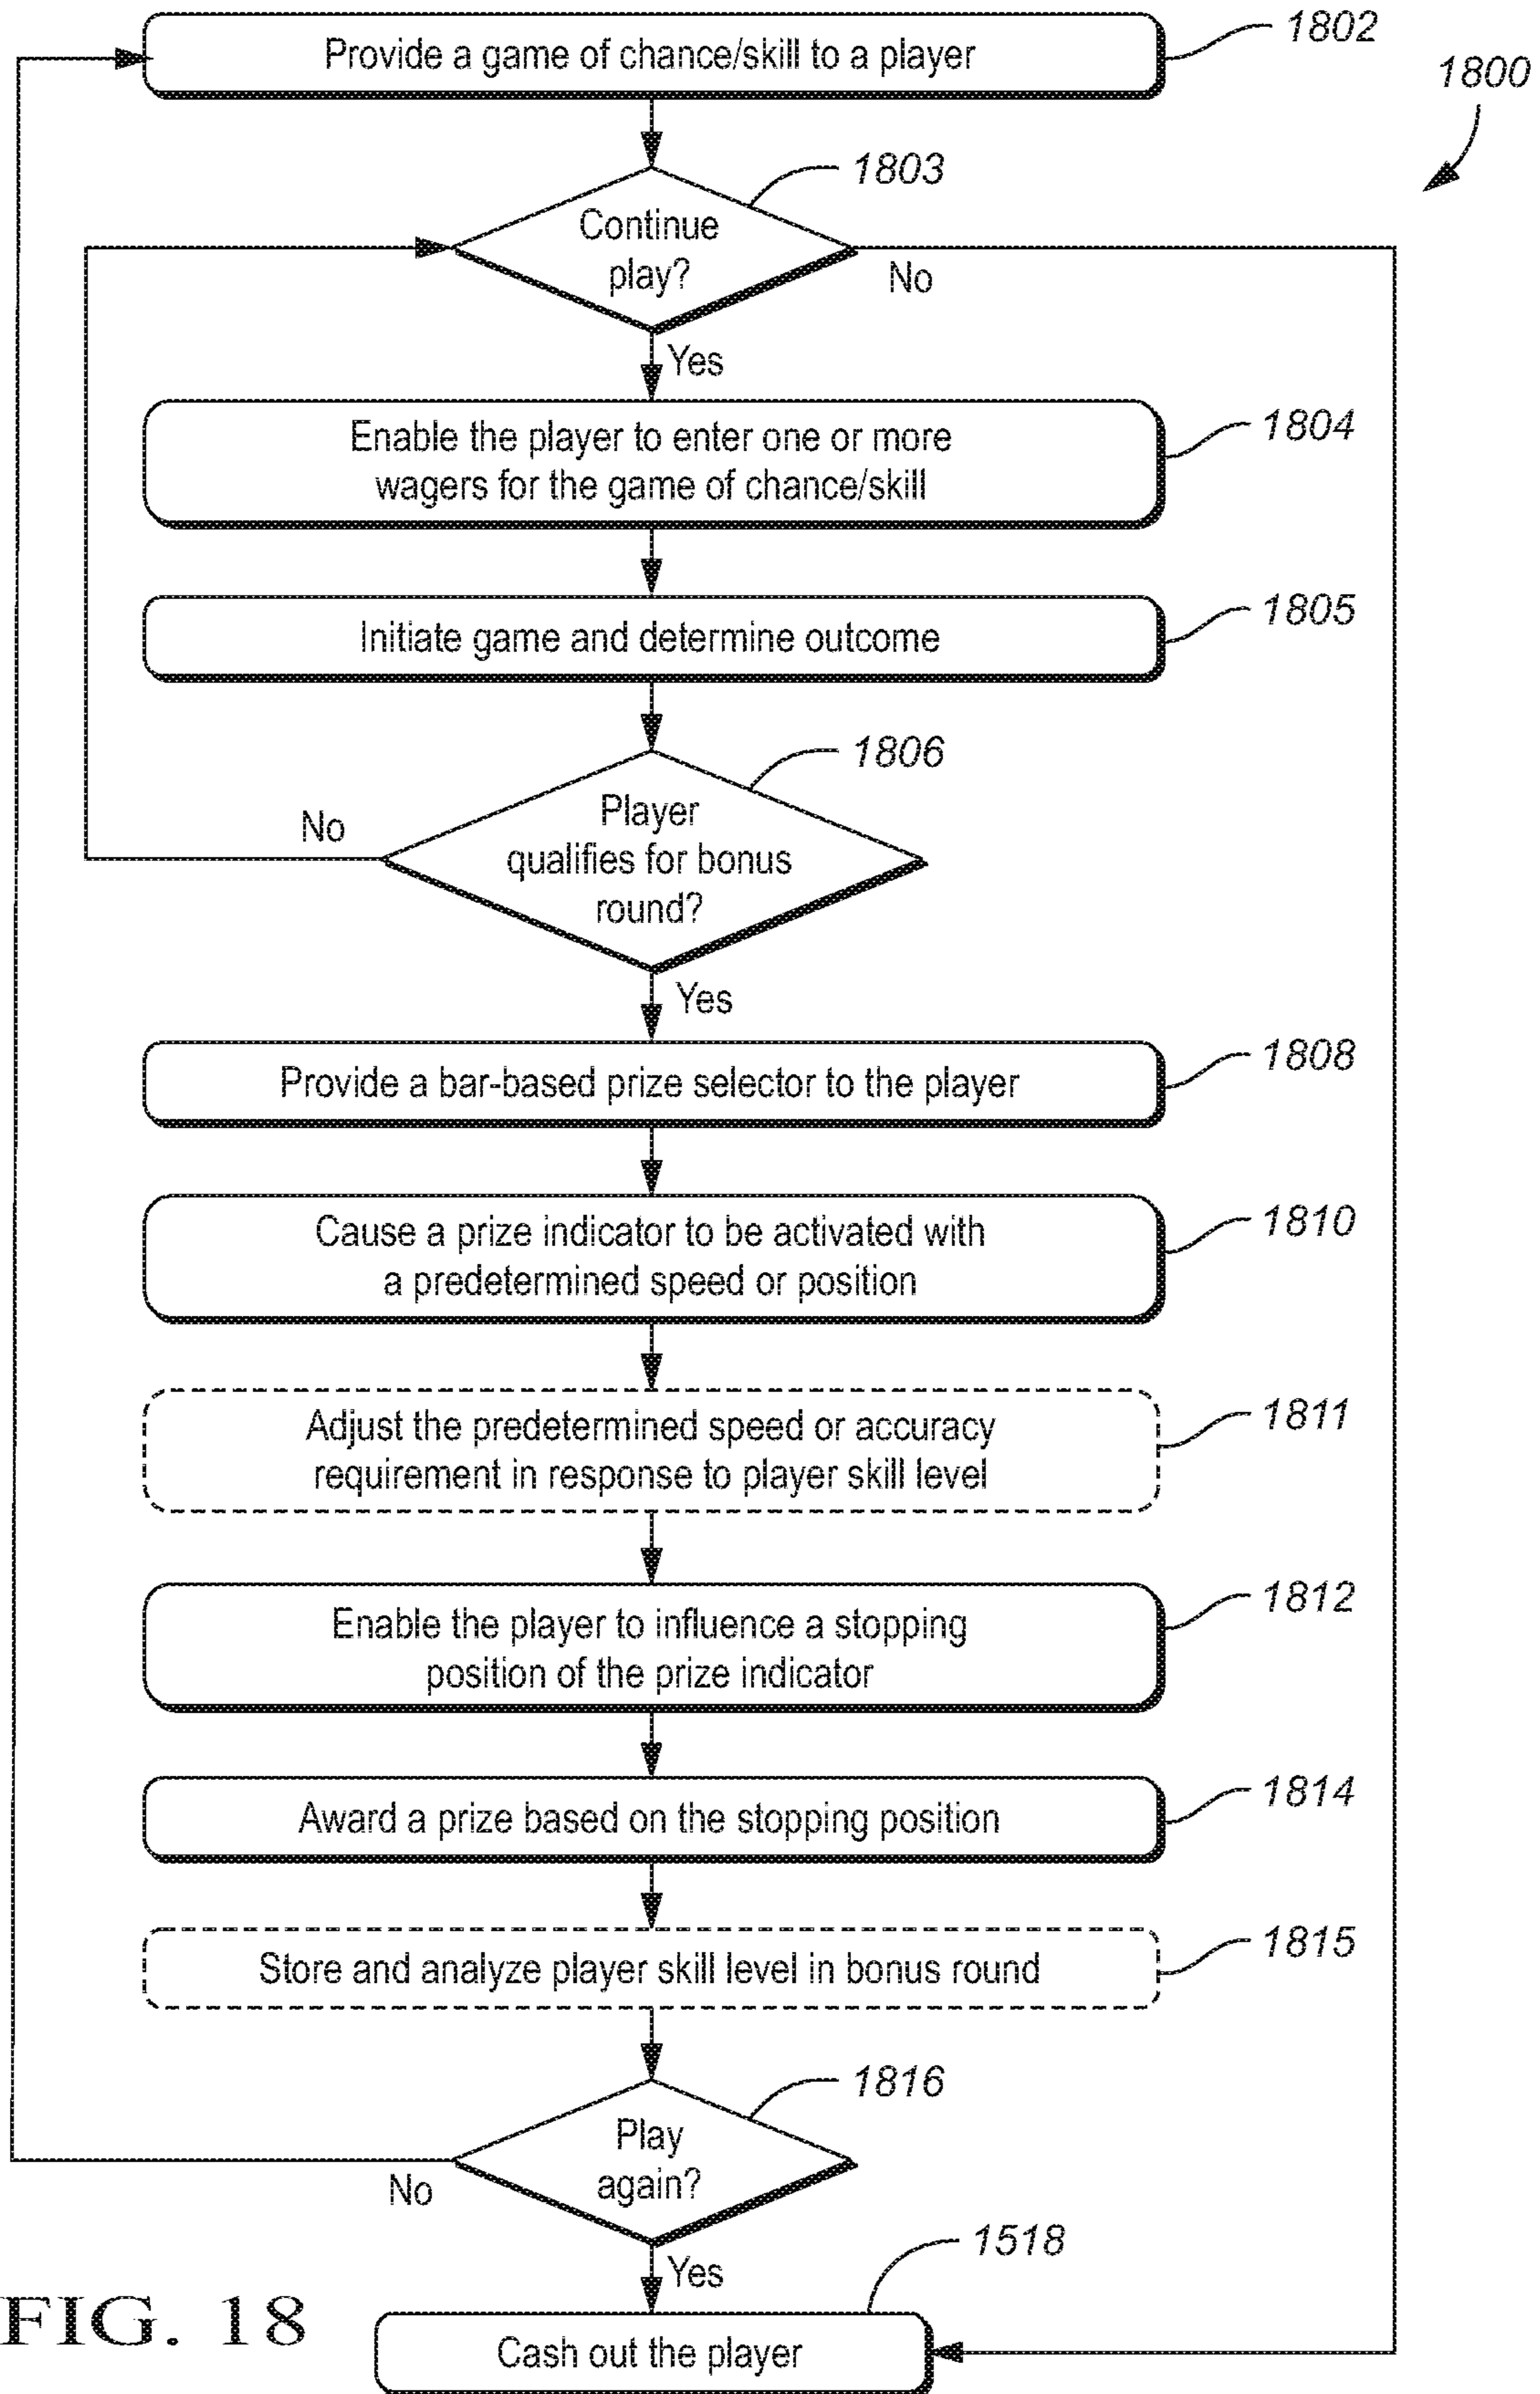 Provide a game of chance/skill to a player
1802
1800
1803
Continue
play?
No
Yes
Enable the player to enter one or more
wagers for the game of chance/skill
1804
Initiate game and determine outcome
1805
1806
Player
qualifies for bonus
round?
No
Yes
Provide a bar-based prize selector to the player
1808
Cause a prize indicator to be activated with
a predetermined speed or position
1810
Adjust the predetermined speed or accuracy
requirement in response to player skill level
1811
Enable the player to influence a stopping
position of the prize indicator
1812
Award a prize based on the stopping position
1814
Store and analyze player skill level in bonus round
1815
1816
Play
again?
No
Yes
1518
Cash out the player
FIG. 18